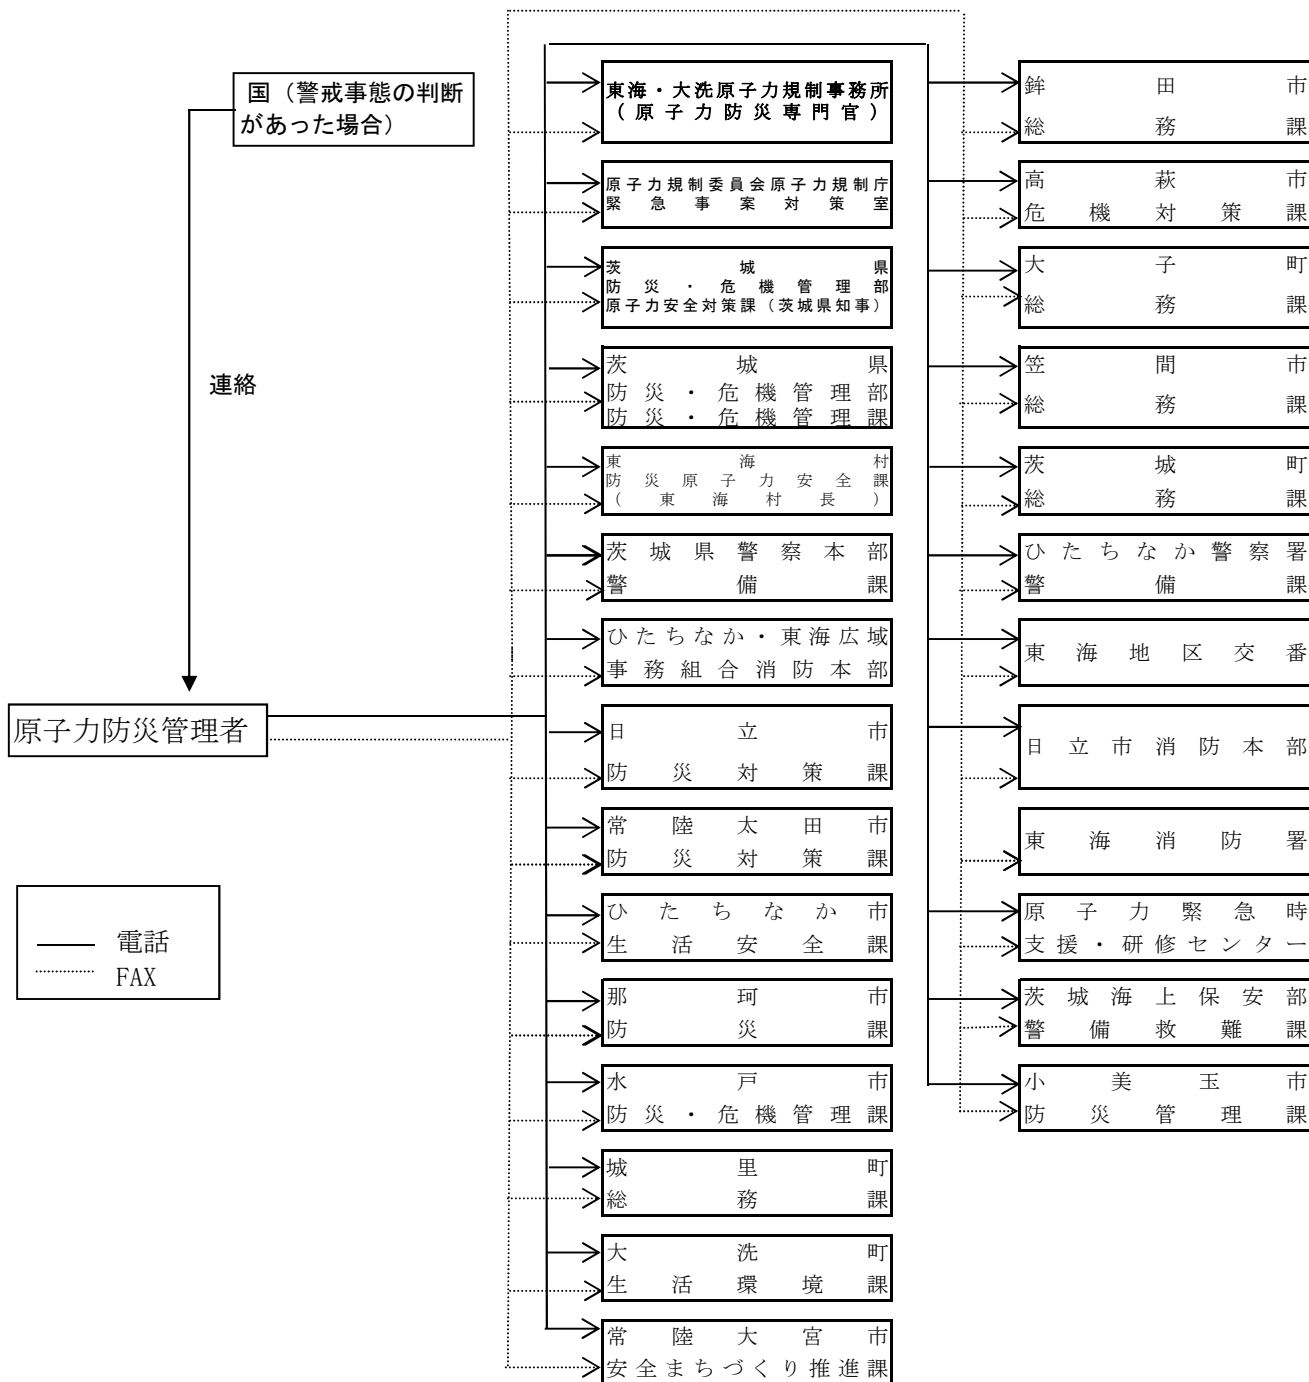 国（警戒事態の判断
があった場合）
連絡
原子力防災管理者
電話
FAX
東海・大洗原子力規制事務所
（原子力防災専門官）
原子力規制委員会原子力規制庁
緊急事案対策室
茨城県
防災・危機管理部
原子力安全対策課（茨城県知事）
茨城県
防災・危機管理部
防災・危機管理課
東海村
防災原子力安全課
（東海村長）
茨城県警察本部
警備課
ひたちなか・東海広域
事務組合消防本部
日立市
防災対策課
常陸太田市
防災対策課
ひたちなか市
生活安全課
那珂市
防災課
水戸市
防災・危機管理課
城里町
総務課
大洗町
生活環境課
常陸大宮市
安全まちづくり推進課
鉾田市
総務課
高萩市
危機対策課
大子町
総務課
笠間市
総務課
茨城町
総務課
ひたちなか警察署
警備課
東海地区交番
日立市消防本部
東海消防署
原子力緊急時
支援・研修センター
茨城海上保安部
警備救難課
小美玉市
防災管理課